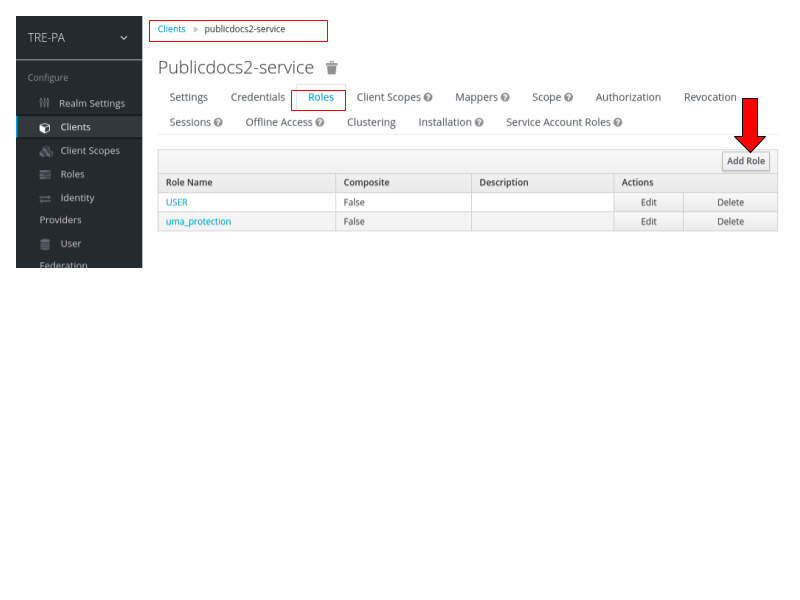 TRE-PA
Configure
Realm Settings
Clients
Client Scopes
Roles
Identity
Providers
User
Federation
Clients » publicdocs2-service
Publicdocs2-service
Settings Credentials Roles Client Scopes Mappers Scope Authorization Revocation
Sessions Offline Access Clustering Installation Service Account Roles
Add Role
Role Name Composite Description Actions
USER False Edit Delete
uma_protection False Edit Delete